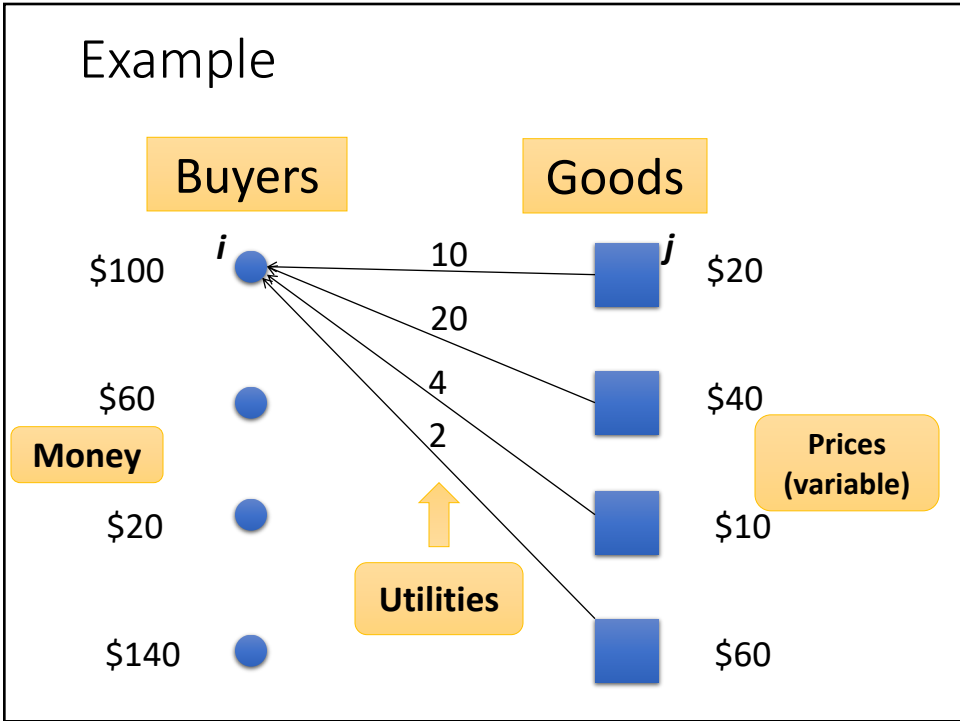 Example
Buyers
Goods
i
j
$100
10
$20
20
$60
4
$40
Money
2
Prices
(variable)
$20
$10
Utilities
$140
$60